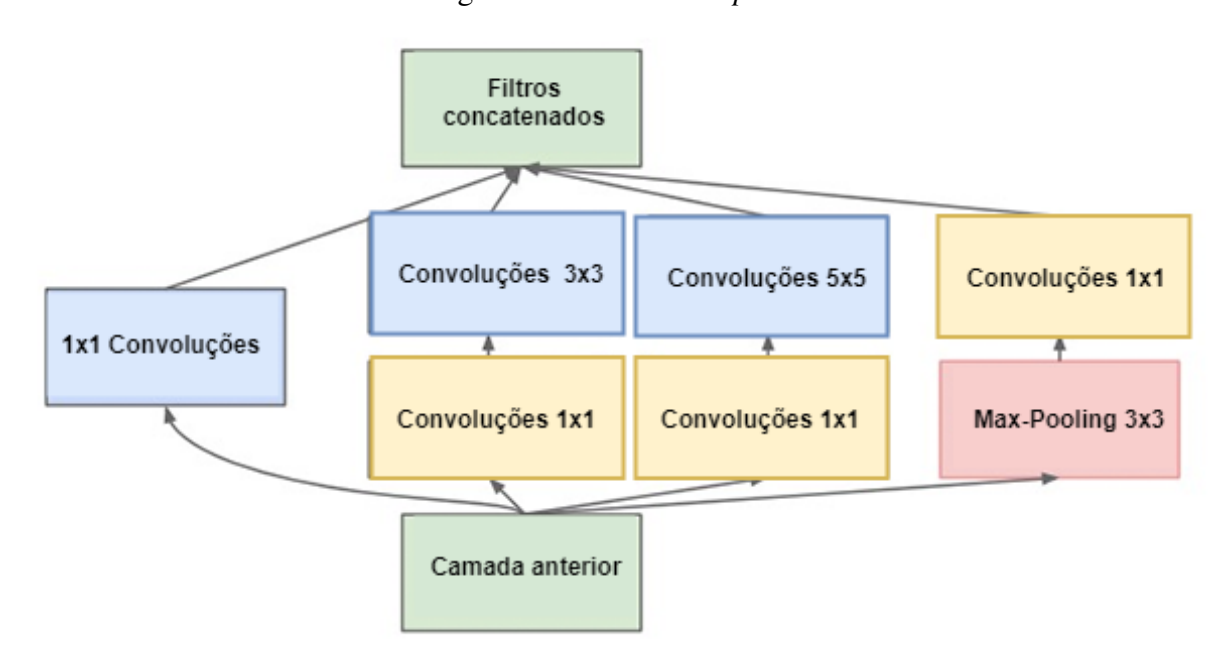 Filtros
concatenados
Convoluções 3x3
Convoluções 5x5
Convoluções 1x1
1x1 Convoluções
Convoluções 1x1
Convoluções 1x1
Max-Pooling 3x3
Camada anterior